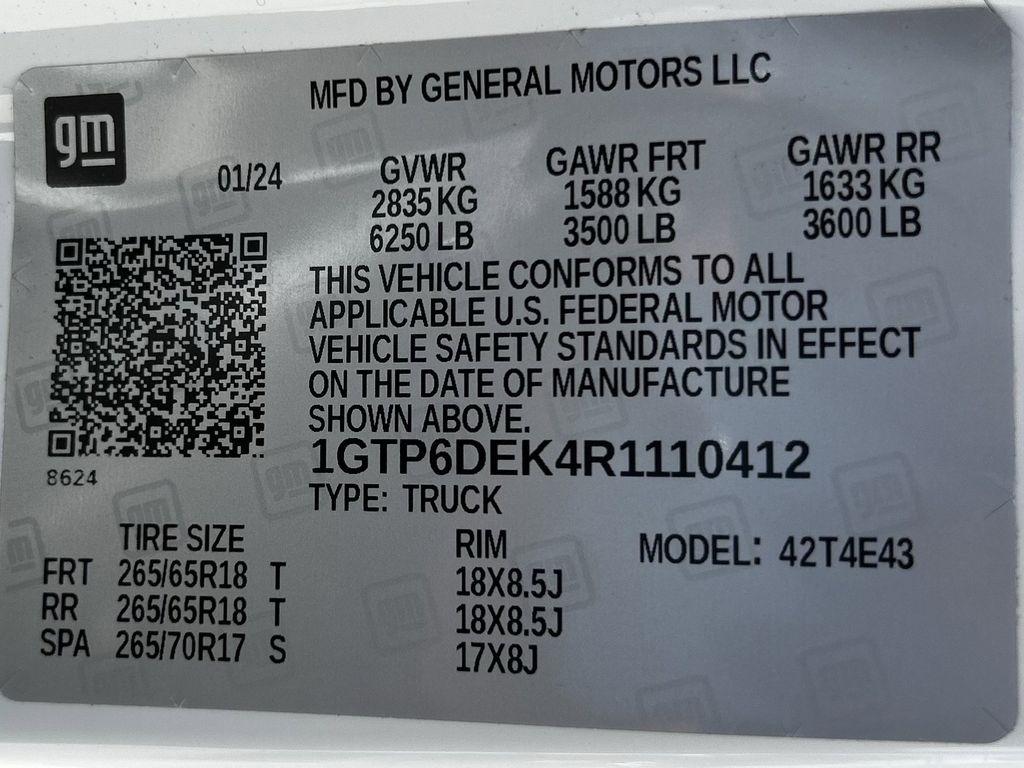 gm
MFD BY GENERAL MOTORS LLC
01/24 GVWR GAWR FRT GAWR RR
2835 KG 1588 KG 1633 KG
6250 LB 3500 LB 3600 LB
THIS VEHICLE CONFORMS TO ALL
APPLICABLE U.S. FEDERAL MOTOR
VEHICLE SAFETY STANDARDS IN EFFECT
ON THE DATE OF MANUFACTURE
SHOWN ABOVE.
1GTP6DEK4R1110412
8624
TYPE: TRUCK
TIRE SIZE RIM MODEL: 42T4E43
FRT 265/65R18 T 18X8.5J
RR 265/65R18 T 18X8.5J
SPA 265/70R17 S 17X8J